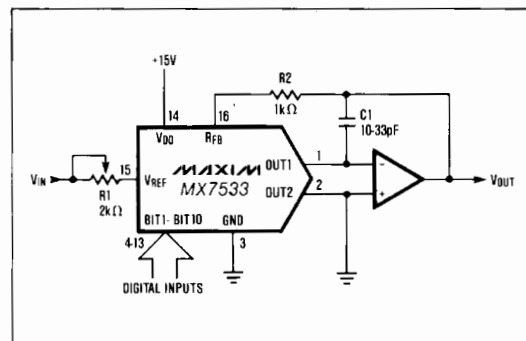 +15V
R2
1kΩ
14
16
C1
10-33pF
VDD
RFB
1
VIN
15
VREF
MAXIM
MX7533
OUT1
−
VOUT
R1
2kΩ
OUT2
2
+
BIT1- BIT10
GND
4-13
3
DIGITAL INPUTS